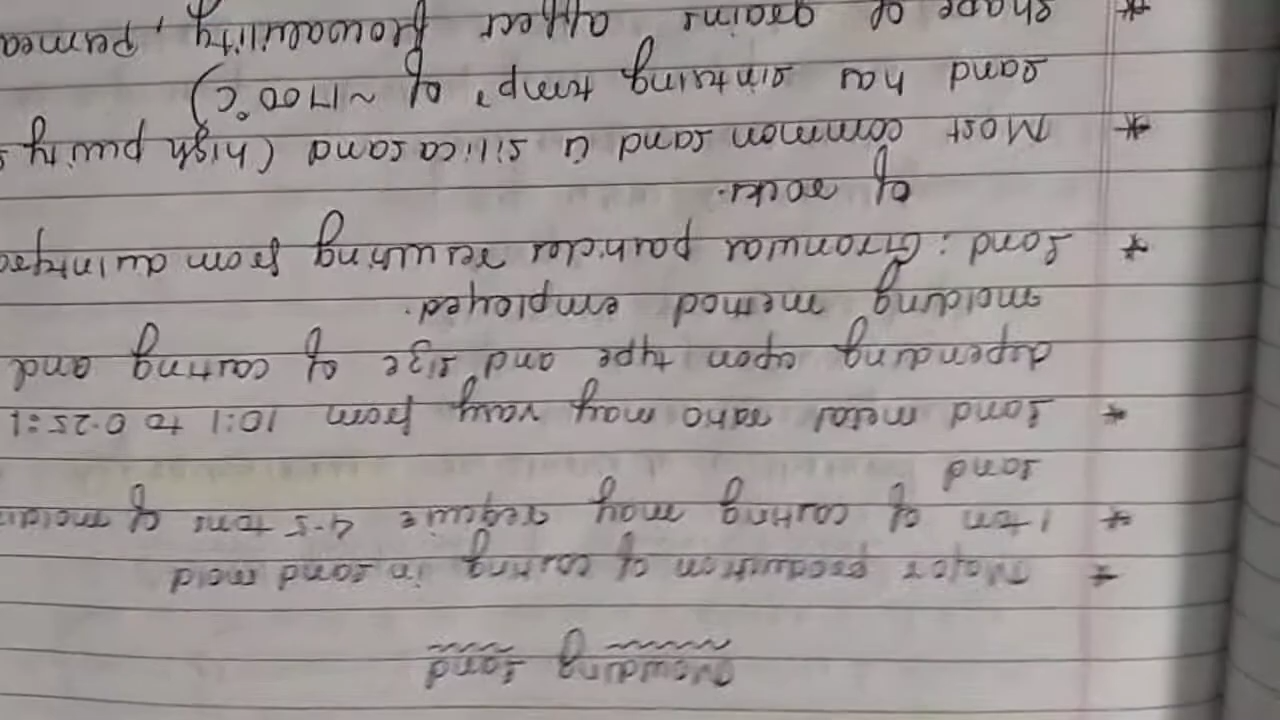 Moulding Sand
* Major production of casting in sand mold
* 1 ton of casting may require 4-5 tons of moldin
sand
* Sand metal ratio may vary from 10:1 to 0.25:1
depending upon type and size of casting and
molding method employed.
* Sand: Granular particles resulting from
of rocks.
* Most common sand is silica sand (high purity
sand has sintering temp? of ~1700°C)
* Shape of grains affect flowability, permea